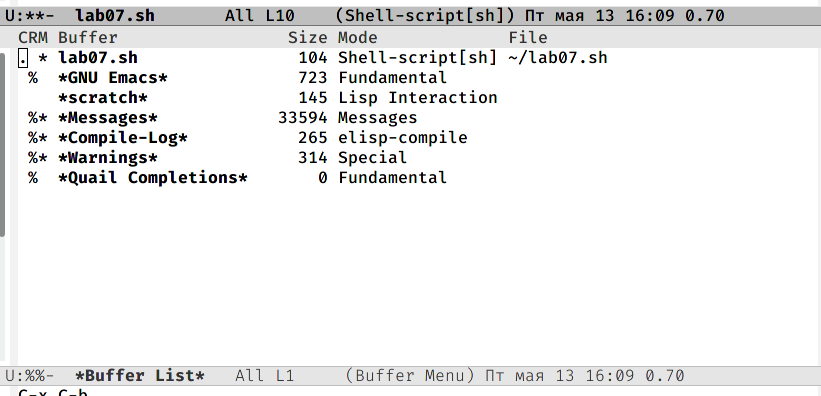 U:**-  lab07.sh       All L10    (Shell-script[sh]) Пт мая 13 16:09 0.70
CRM Buffer                 Size Mode             File
. * lab07.sh                104 Shell-script[sh] ~/lab07.sh
 %  *GNU Emacs*             723 Fundamental
    *scratch*               145 Lisp Interaction
 %* *Messages*            33594 Messages
 %* *Compile-Log*           265 elisp-compile
 %* *Warnings*              314 Special
 %  *Quail Completions*       0 Fundamental
U:%%-  *Buffer List*   All L1     (Buffer Menu) Пт мая 13 16:09 0.70
C-x C-b